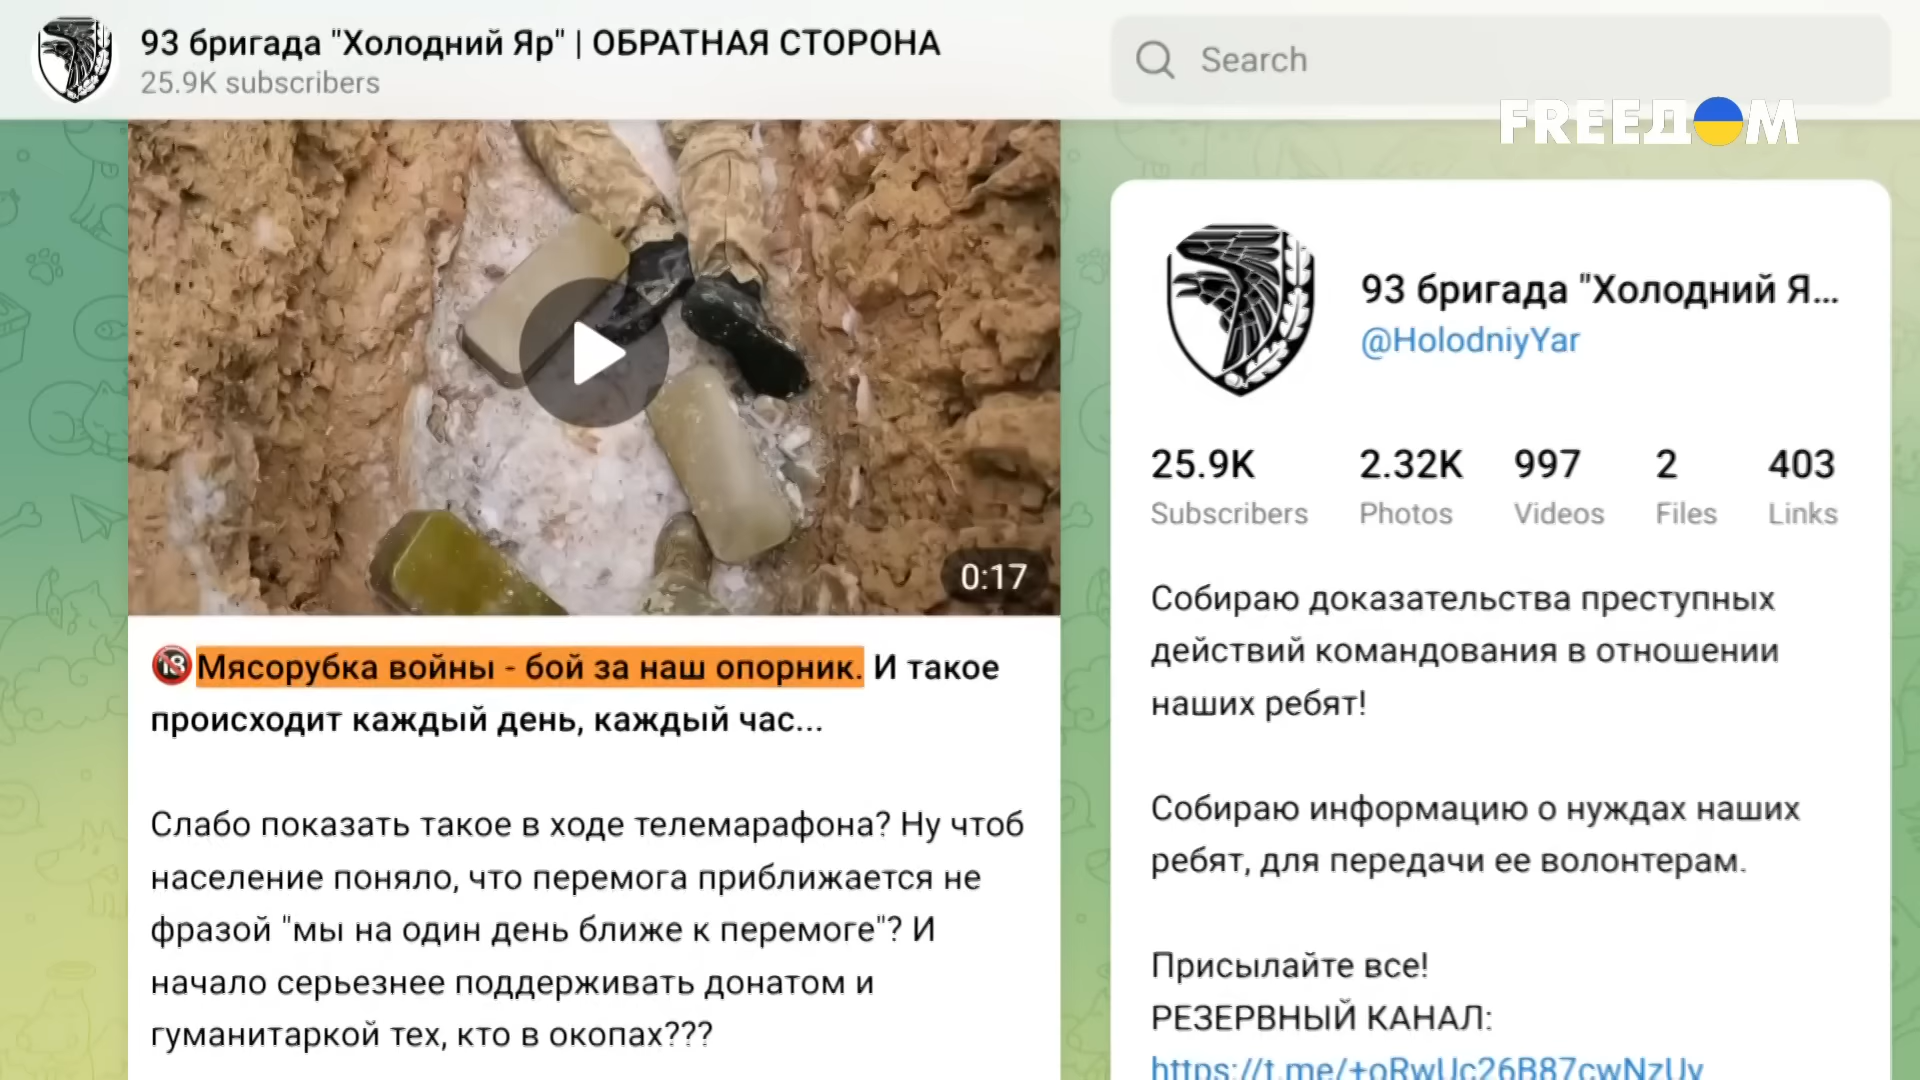 93 бригада "Холодний Яр" | ОБРАТНАЯ СТОРОНА
25.9K subscribers
Search
FREEДOM
0:17
🔞Мясорубка войны - бой за наш опорник. И такое
происходит каждый день, каждый час...
Слабо показать такое в ходе телемарафона? Ну чтоб
население поняло, что перемога приближается не
фразой "мы на один день ближе к перемоге"? И
начало серьезнее поддерживать донатом и
гуманитаркой тех, кто в окопах???
93 бригада "Холодний Я...
@HolodniyYar
25.9K 2.32K 997 2 403
Subscribers Photos Videos Files Links
Собираю доказательства преступных
действий командования в отношении
наших ребят!
Собираю информацию о нуждах наших
ребят, для передачи ее волонтерам.
Присылайте все!
РЕЗЕРВНЫЙ КАНАЛ:
https://t.me/+oRwUc26B87cwNzUy